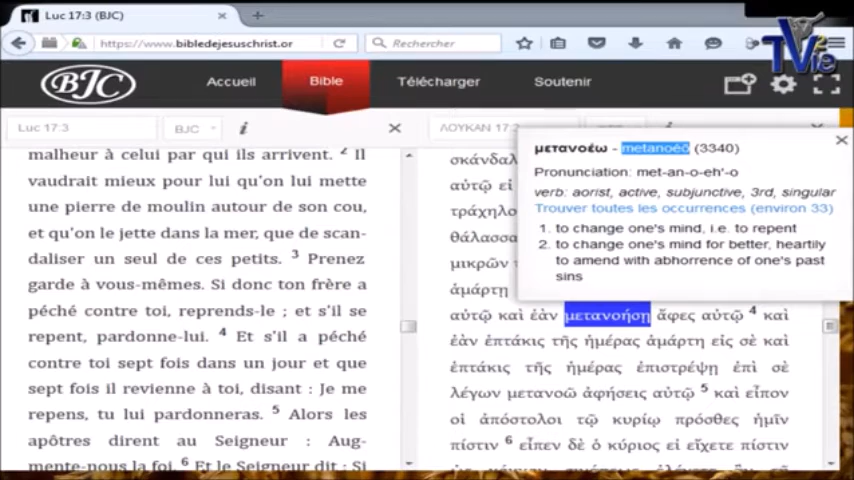 Luc 17:3 (BJC)
https://www.bibledejesuschrist.or
Rechercher
TV2Vie
BJC
Accueil
Bible
Télécharger
Soutenir
Luc 17:3
BJC
malheur à celui par qui ils arrivent. 2 Il
vaudrait mieux pour lui qu'on lui mette
une pierre de moulin autour de son cou,
et qu'on le jette dans la mer, que de scan-
daliser un seul de ces petits. 3 Prenez
garde à vous-mêmes. Si donc ton frère a
péché contre toi, reprends-le ; et s'il se
repent, pardonne-lui. 4 Et s'il a péché
contre toi sept fois dans un jour et que
sept fois il revienne à toi, disant : Je me
repens, tu lui pardonneras. 5 Alors les
apôtres dirent au Seigneur : Aug-
mente-nous la foi. 6 Et le Seigneur dit : Si
ΛΟΥΚΑΝ 17:
σκάνδαλ
αὐτῷ εἰ
τράχηλο
θάλασσα
μικρῶν
ἁμάρτῃ
αὐτῷ καὶ ἐὰν μετανοήσῃ ἄφες αὐτῷ 4 καὶ
ἐὰν ἑπτάκις τῆς ἡμέρας ἁμάρτη εἰς σὲ καὶ
ἑπτάκις τῆς ἡμέρας ἐπιστρέψῃ ἐπὶ σὲ
λέγων μετανοῶ ἀφήσεις αὐτῷ 5 καὶ εἶπον
οἱ ἀπόστολοι τῷ κυρίῳ πρόσθες ἡμῖν
πίστιν 6 εἶπεν δὲ ὁ κύριος εἰ εἴχετε πίστιν
μετανοέω - metanoéō (3340)
Pronunciation: met-an-o-eh'-o
verb: aorist, active, subjunctive, 3rd, singular
Trouver toutes les occurrences (environ 33)
1. to change one's mind, i.e. to repent
2. to change one's mind for better, heartily
to amend with abhorrence of one's past
sins